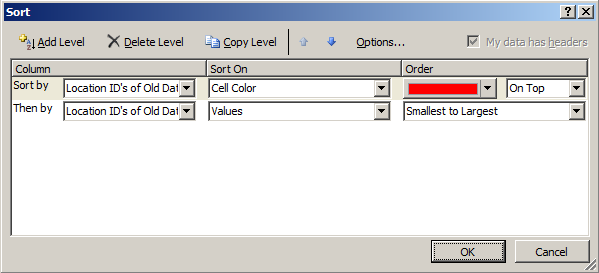 Sort
Add Level Delete Level Copy Level Options... My data has headers
Column Sort On Order
Sort by Location ID's of Old Dat Cell Color On Top
Then by Location ID's of Old Dat Values Smallest to Largest
OK Cancel